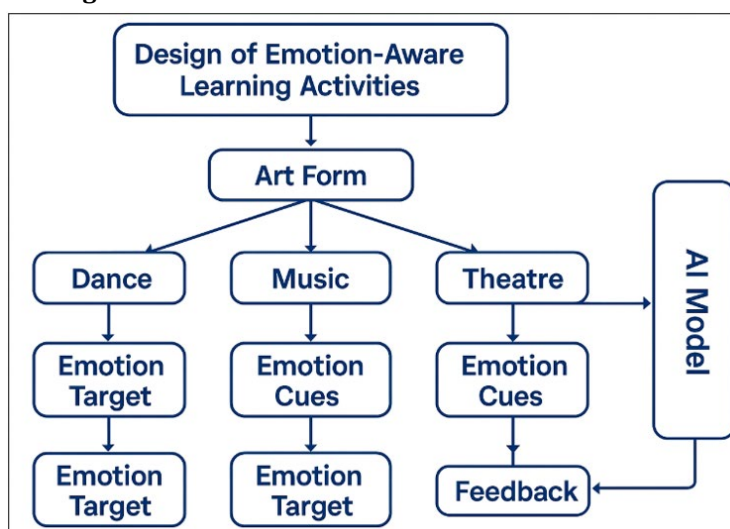 Design of Emotion-Aware
Learning Activities
Art Form
Dance
Music
Theatre
AI Model
Emotion
Target
Emotion
Cues
Emotion
Cues
Emotion
Target
Emotion
Target
Feedback